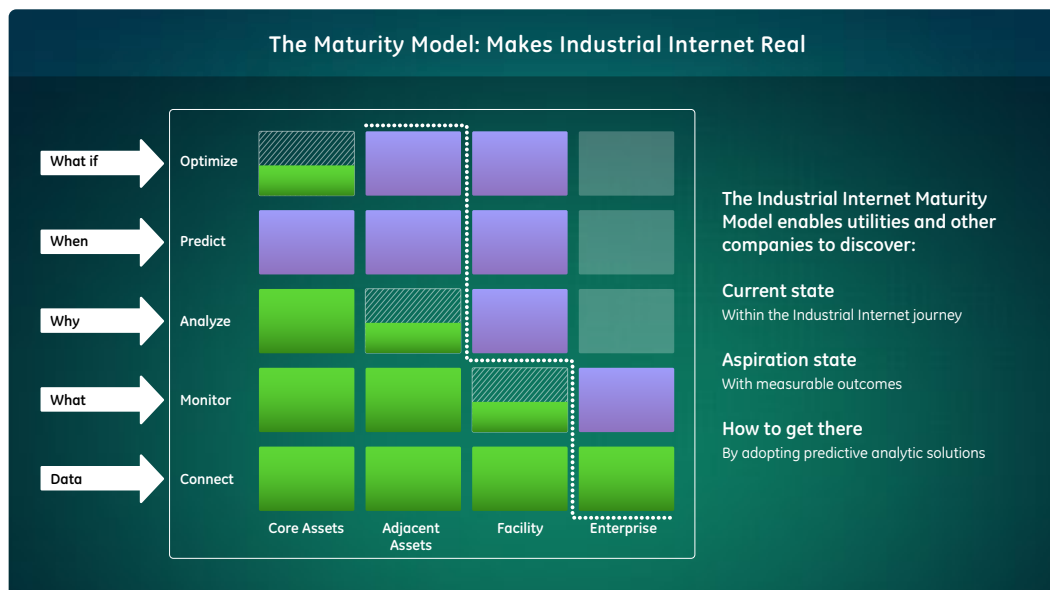 The Maturity Model: Makes Industrial Internet Real
What if
Optimize
When
Predict
Why
Analyze
What
Monitor
Data
Connect
Core Assets
Adjacent
Assets
Facility
Enterprise
The Industrial Internet Maturity
Model enables utilities and other
companies to discover:
Current state
Within the Industrial Internet journey
Aspiration state
With measurable outcomes
How to get there
By adopting predictive analytic solutions